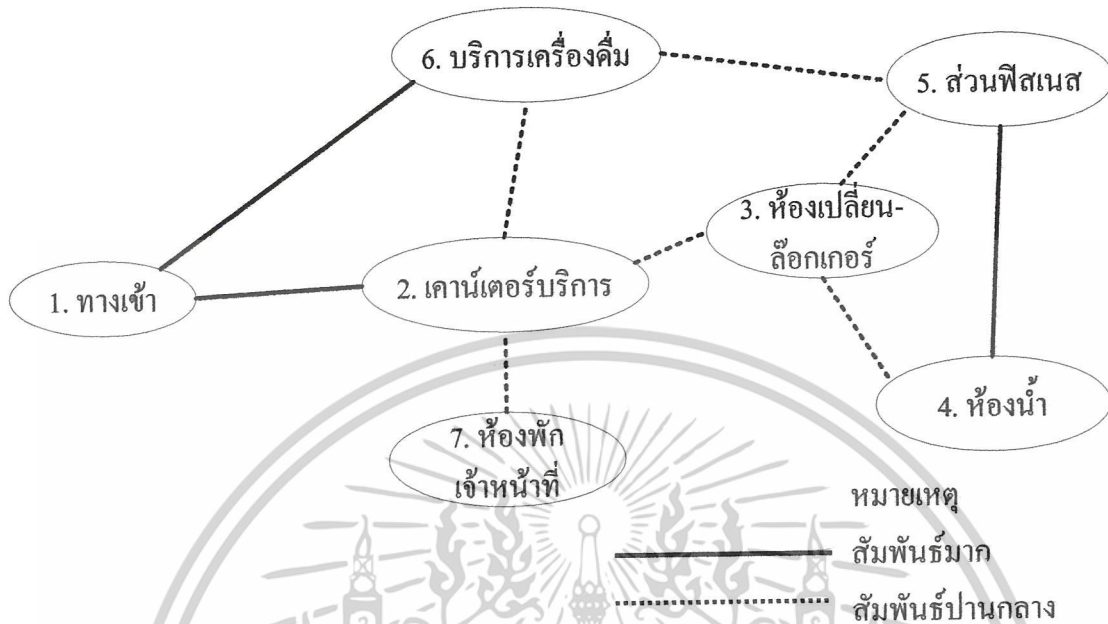 6. บริการเครื่องดื่ม
5. ส่วนฟิสเนส
3. ห้องเปลี่ยน-
ล๊อกเกอร์
2. เคาน์เตอร์บริการ
1. ทางเข้า
4. ห้องน้ำ
7. ห้องพัก
เจ้าหน้าที่
หมายเหตุ
สัมพันธ์มาก
สัมพันธ์ปานกลาง